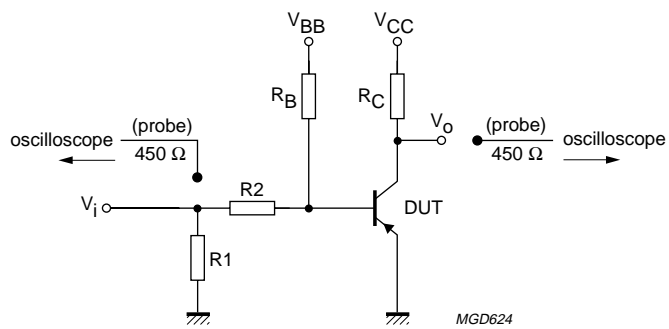 VBB
VCC
RB
RC
Vo
(probe)
450 Ω
oscilloscope
(probe)
450 Ω
oscilloscope
R2
Vi
DUT
R1
MGD624